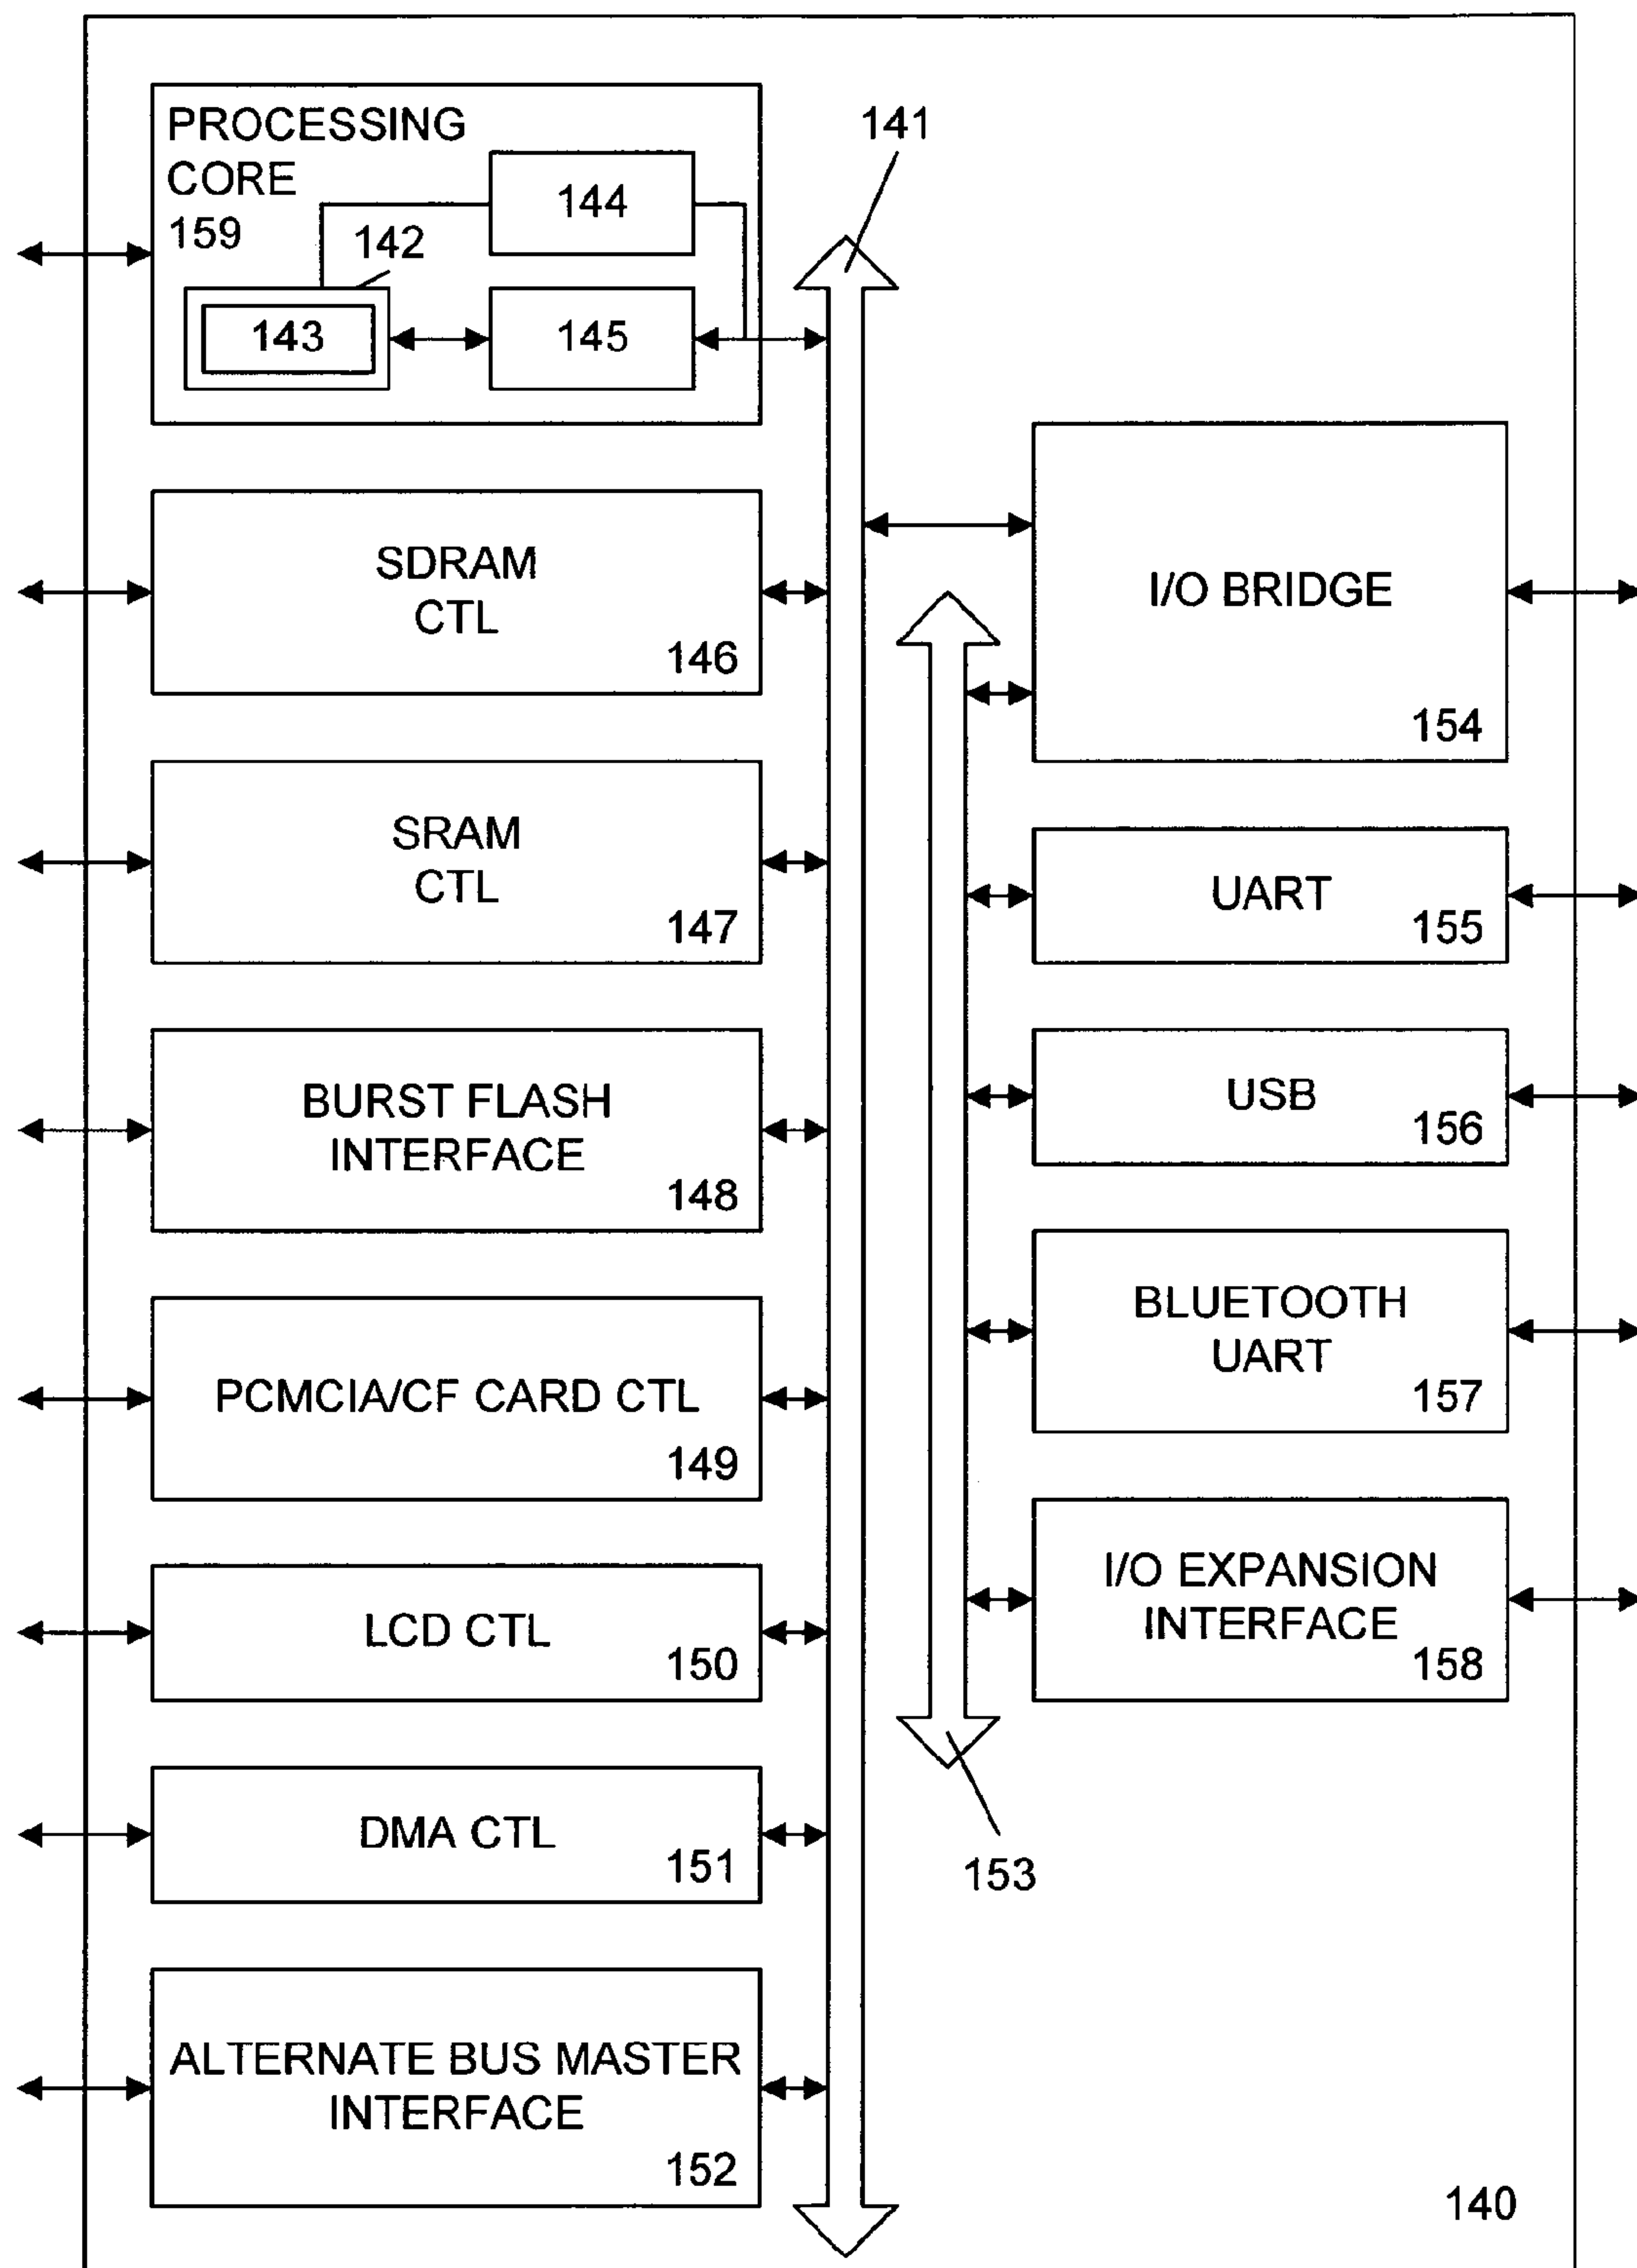 PROCESSING
CORE
159
142
144
143
145
141
SDRAM
CTL
146
SRAM
CTL
147
BURST FLASH
INTERFACE
148
PCMCIA/CF CARD CTL
149
LCD CTL
150
DMA CTL
151
ALTERNATE BUS MASTER
INTERFACE
152
I/O BRIDGE
154
UART
155
USB
156
BLUETOOTH
UART
157
I/O EXPANSION
INTERFACE
158
153
140